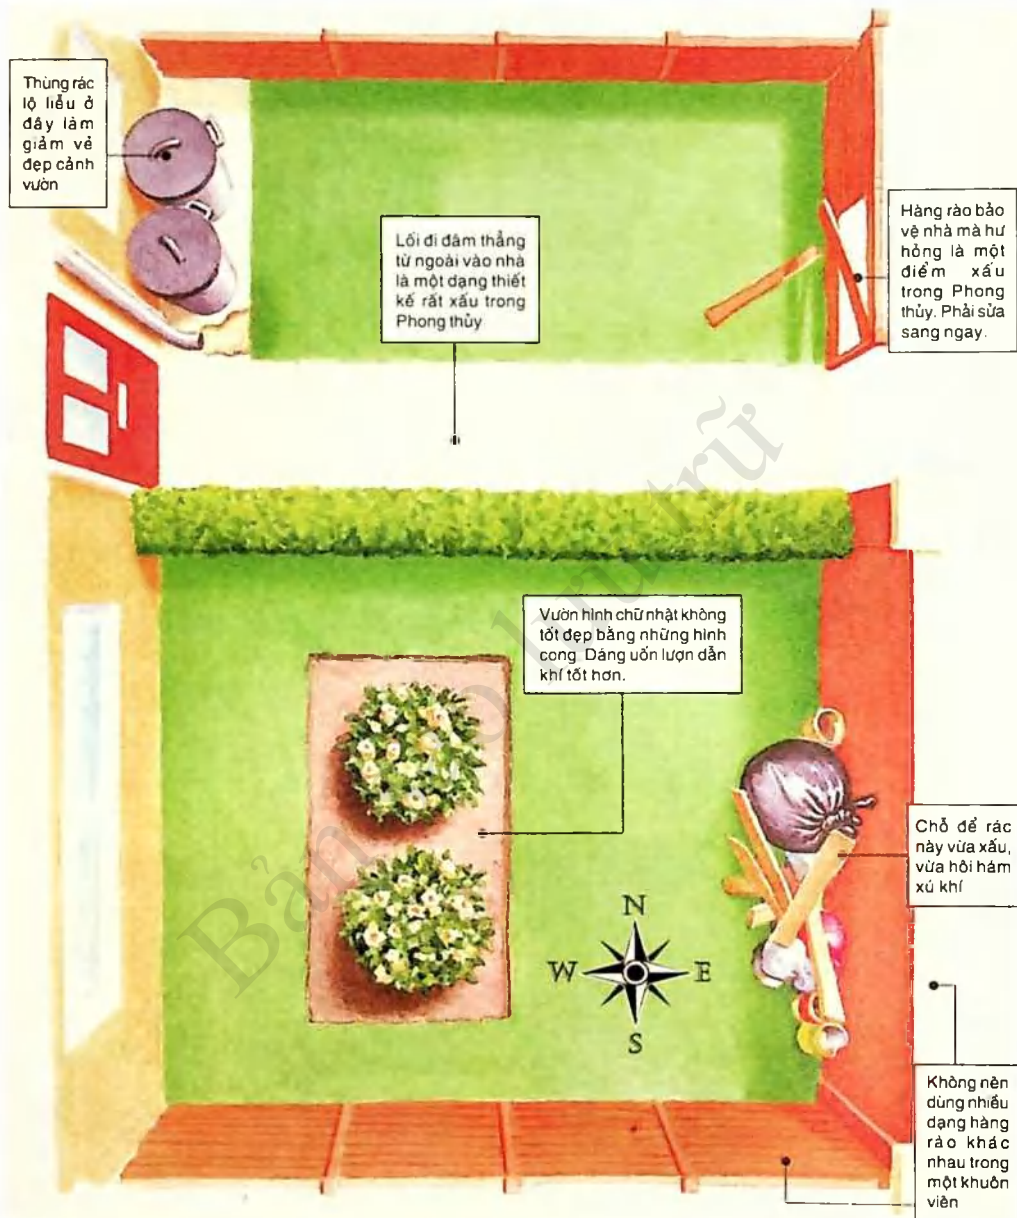 Thùng rác
lộ liễu ở
đây làm
giảm vẻ
đẹp cảnh
vườn
Lối đi đâm thẳng
từ ngoài vào nhà
là một dạng thiết
kế rất xấu trong
Phong thủy
Hàng rào bảo
vệ nhà mà hư
hỏng là một
điểm xấu
trong Phong
thủy. Phải sửa
sang ngay.
Vườn hình chữ nhật không
tốt đẹp bằng những hình
cong. Dáng uốn lượn dẫn
khí tốt hơn.
Chỗ để rác
này vừa xấu,
vừa hôi hám
xú khí
N
W E
S
Không nên
dùng nhiều
dạng hàng
rào khác
nhau trong
một khuôn
viên
Bản lưu trữ